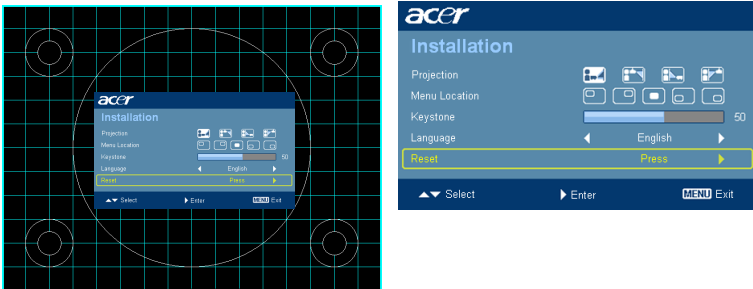 acer
Installation
Projection
Menu Location
Keystone 50
Language English
Reset Press
Select Enter MENU Exit
acer
Installation
Projection
Menu Location
Keystone 50
Language English
Reset Press
Select Enter MENU Exit